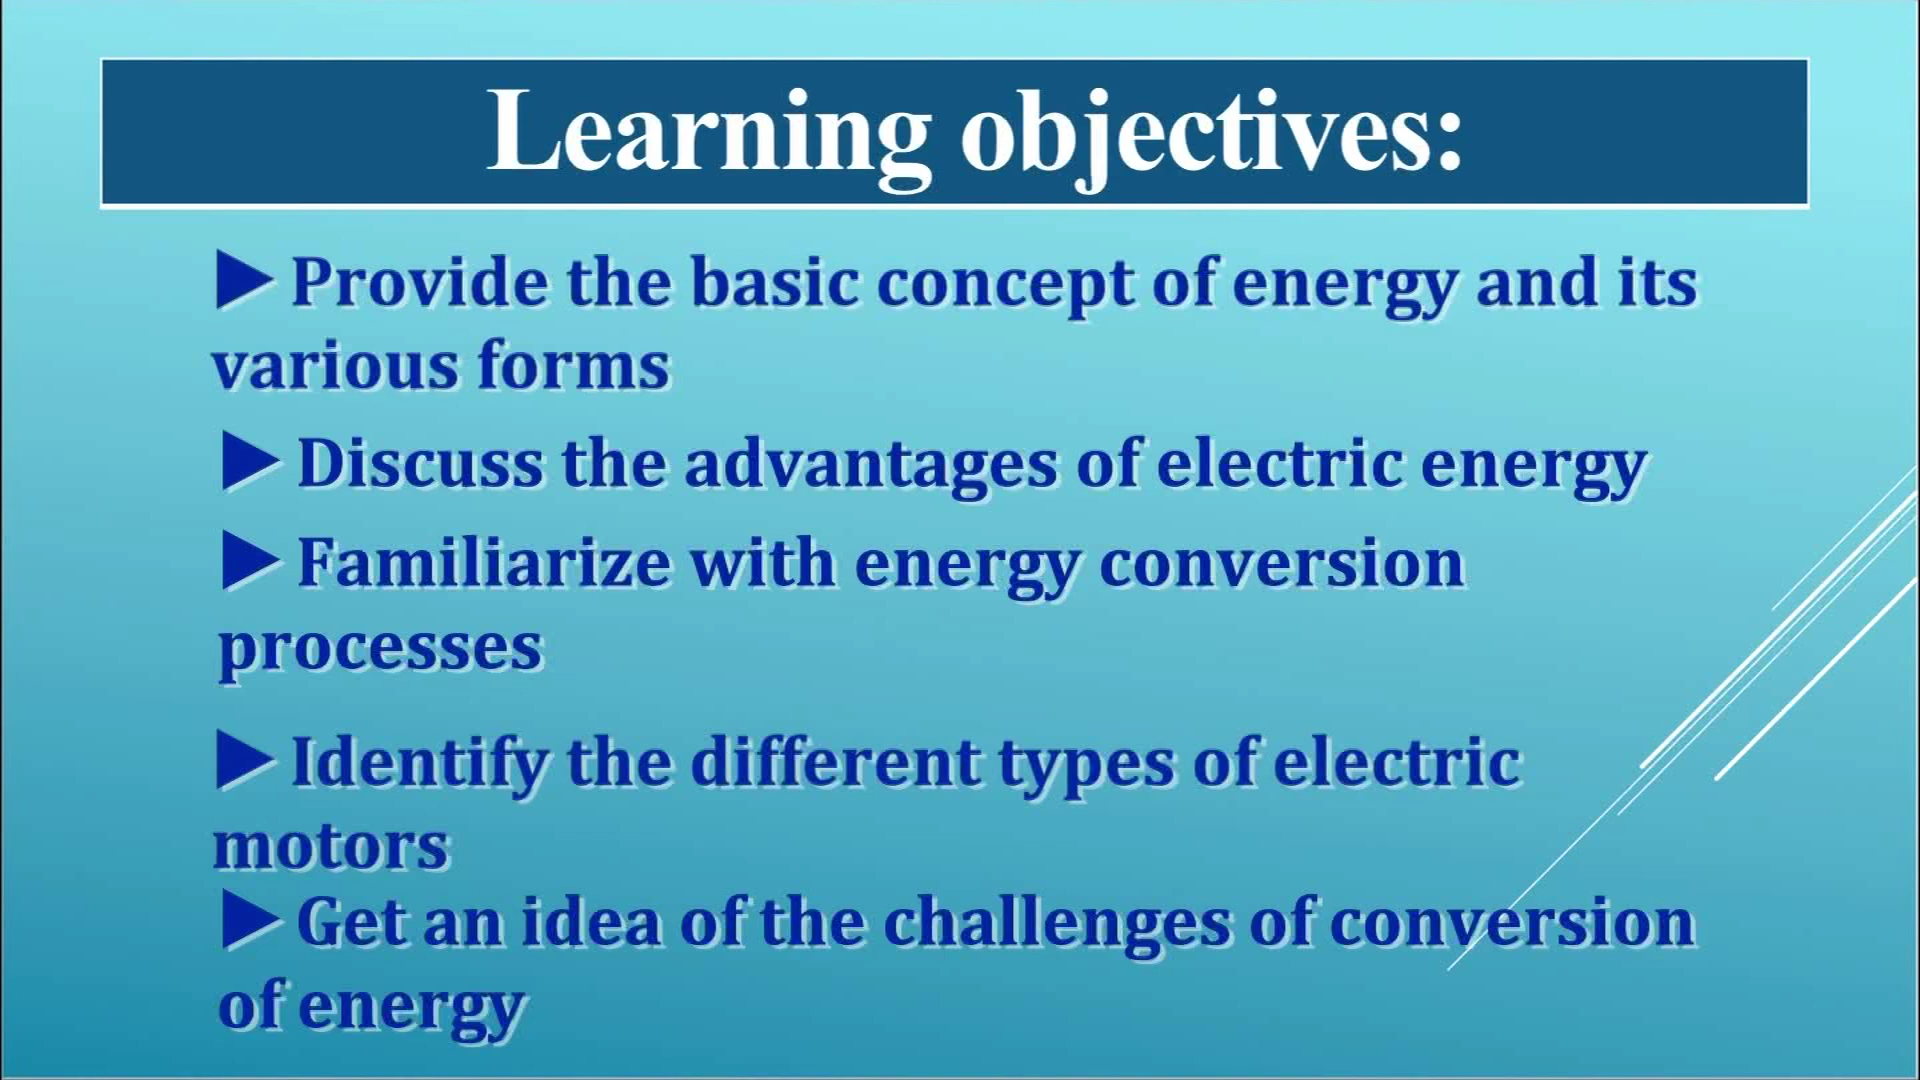 Learning objectives:
▶ Provide the basic concept of energy and its
various forms
▶ Discuss the advantages of electric energy
▶ Familiarize with energy conversion
processes
▶ Identify the different types of electric
motors
▶ Get an idea of the challenges of conversion
of energy